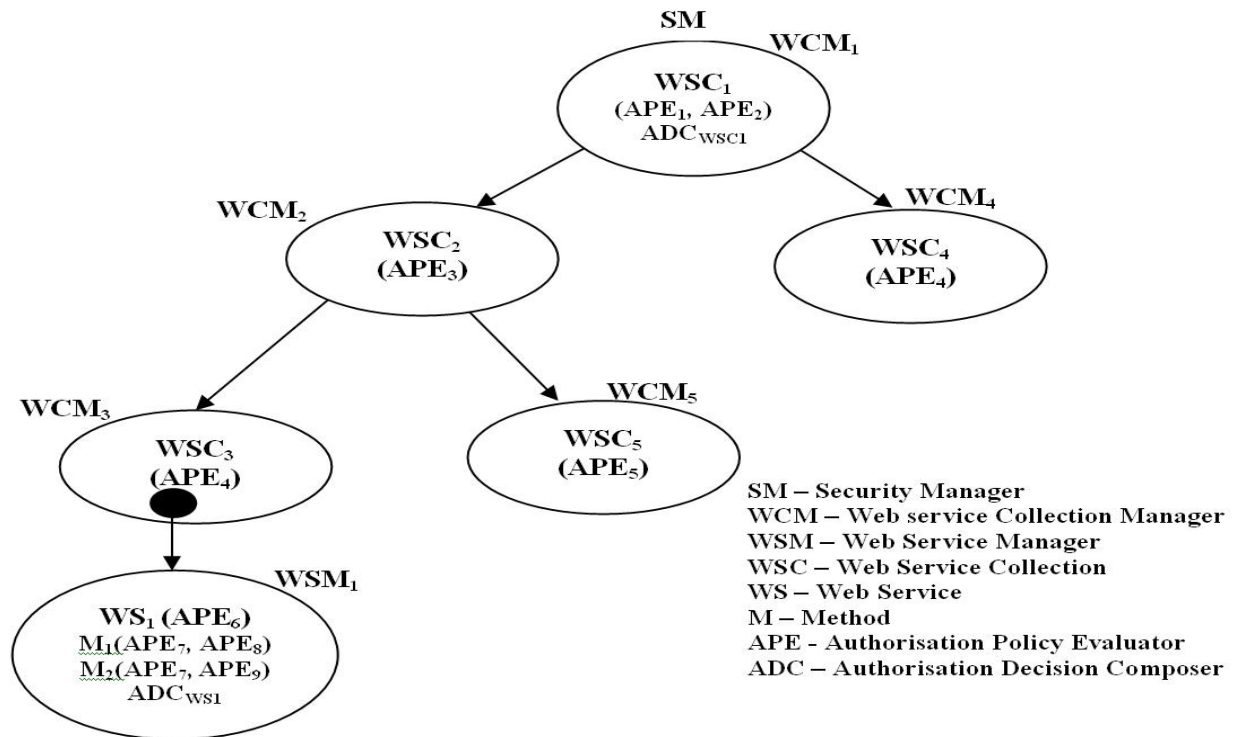 SM
WCM₁
WSC₁
(APE₁, APE₂)
ADC_WSC1
WCM₂
WSC₂
(APE₃)
WCM₄
WSC₄
(APE₄)
WCM₃
WSC₃
(APE₄)
WCM₅
WSC₅
(APE₅)
WSM₁
WS₁ (APE₆)
M₁(APE₇, APE₈)
M₂(APE₇, APE₉)
ADC_WS1
SM – Security Manager
WCM – Web service Collection Manager
WSM – Web Service Manager
WSC – Web Service Collection
WS – Web Service
M – Method
APE - Authorisation Policy Evaluator
ADC – Authorisation Decision Composer